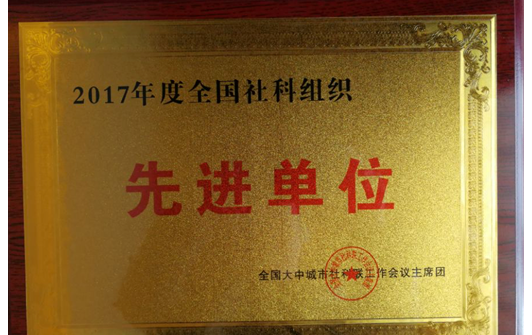 2017年度全国社科组织
先进单位
全国大中城市社科联工作会议主席团